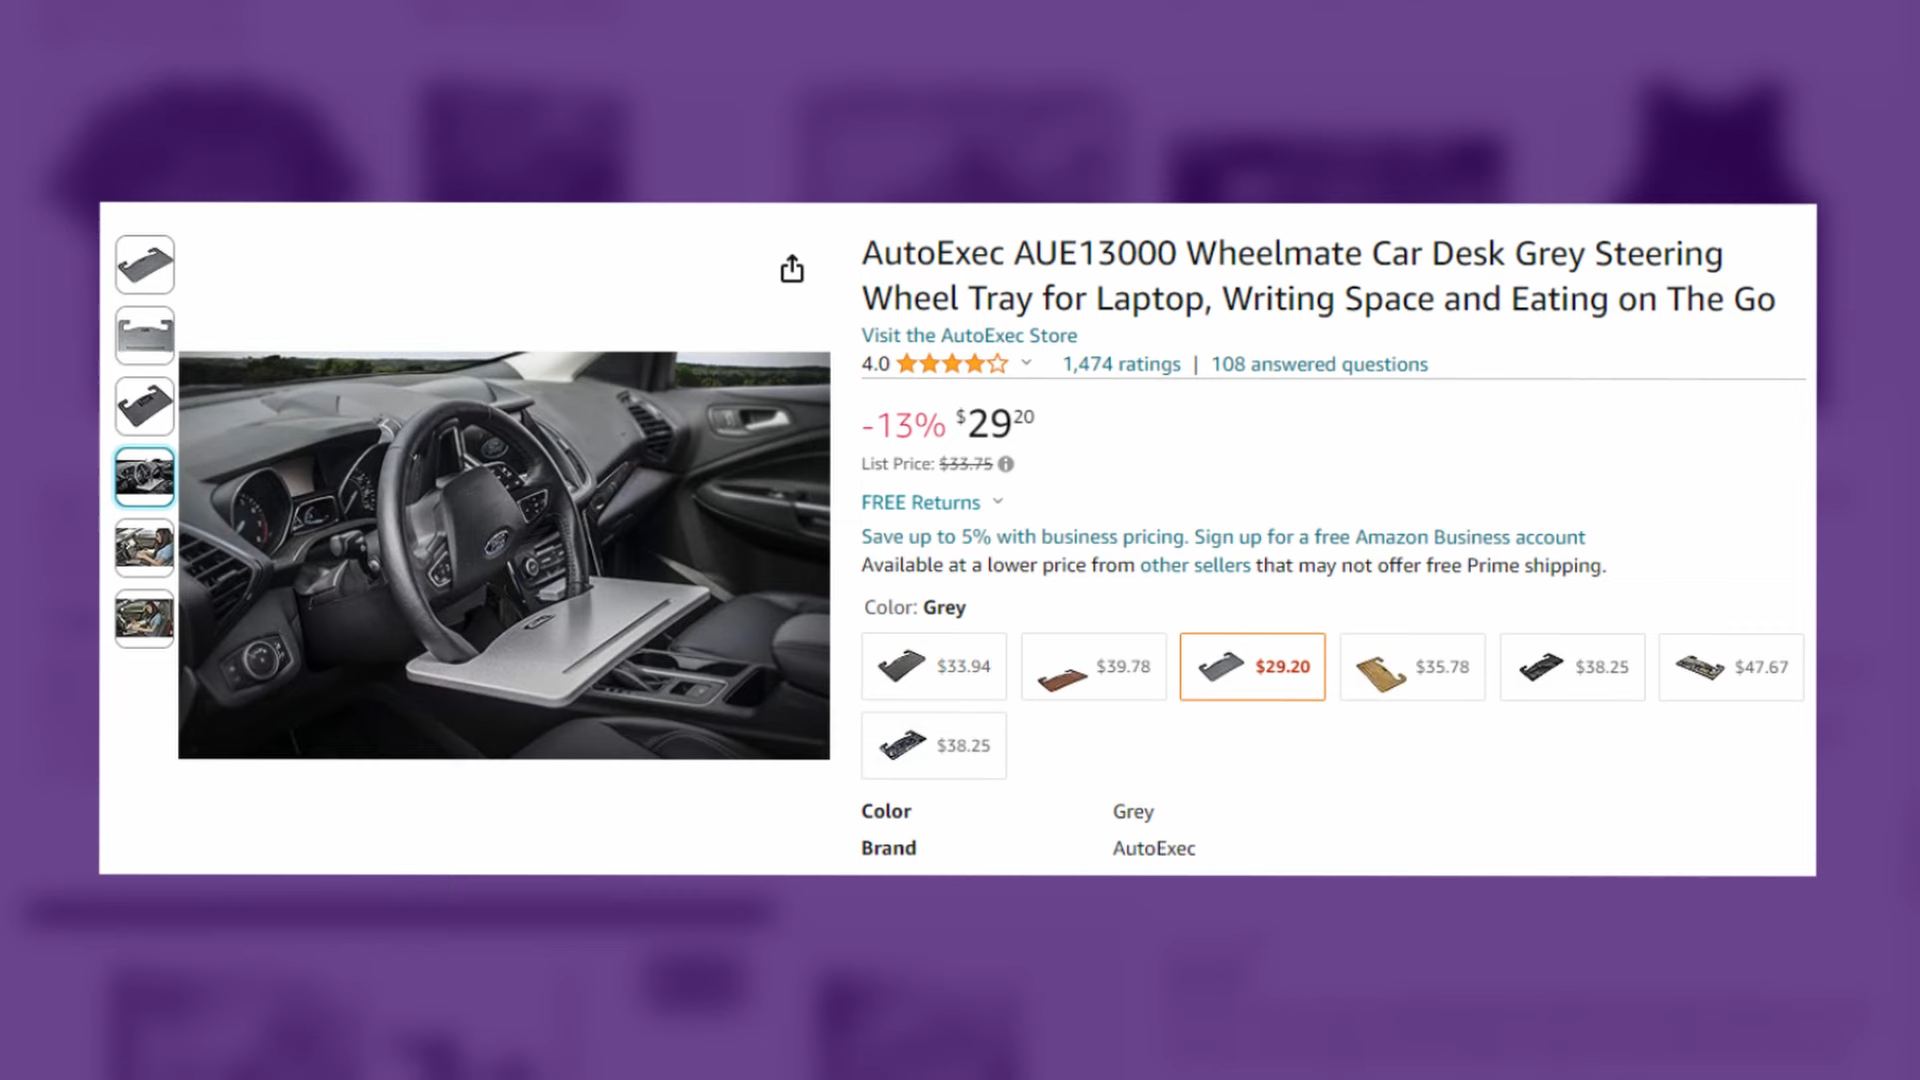 AutoExec AUE13000 Wheelmate Car Desk Grey Steering
Wheel Tray for Laptop, Writing Space and Eating on The Go
Visit the AutoExec Store
4.0 1,474 ratings | 108 answered questions
-13% $29 20
List Price: $33.75
FREE Returns
Save up to 5% with business pricing. Sign up for a free Amazon Business account
Available at a lower price from other sellers that may not offer free Prime shipping.
Color: Grey
$33.94 $39.78 $29.20 $35.78 $38.25 $47.67
$38.25
Color Grey
Brand AutoExec
Ford